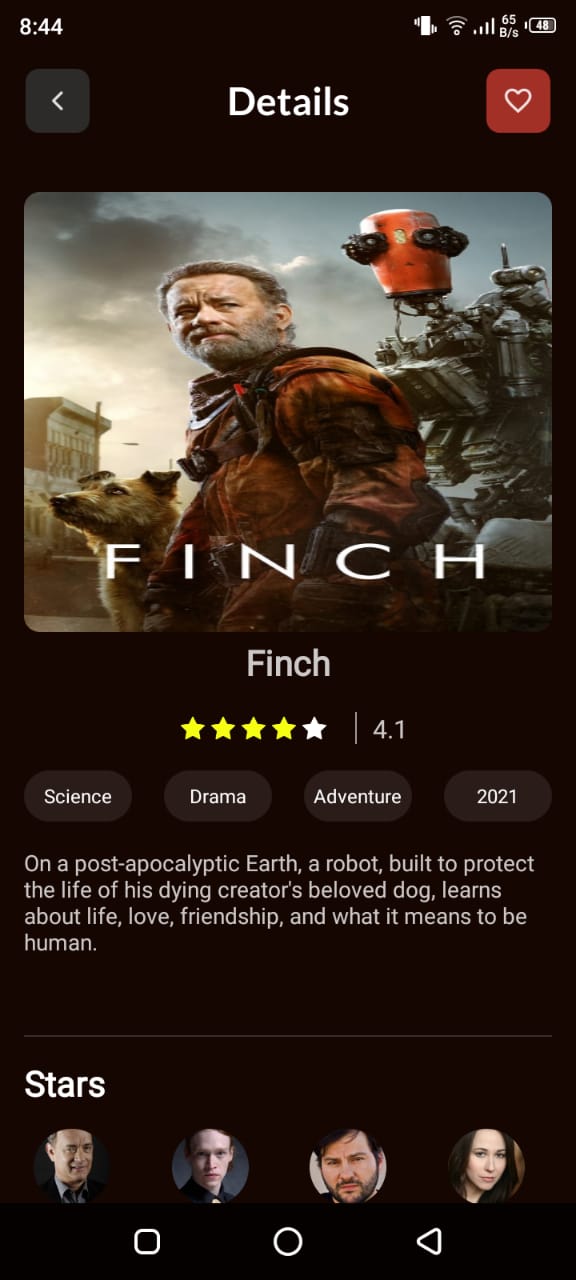 8:44
65
B/s
48
Details
FINCH
Finch
4.1
Science
Drama
Adventure
2021
On a post-apocalyptic Earth, a robot, built to protect
the life of his dying creator's beloved dog, learns
about life, love, friendship, and what it means to be
human.
Stars